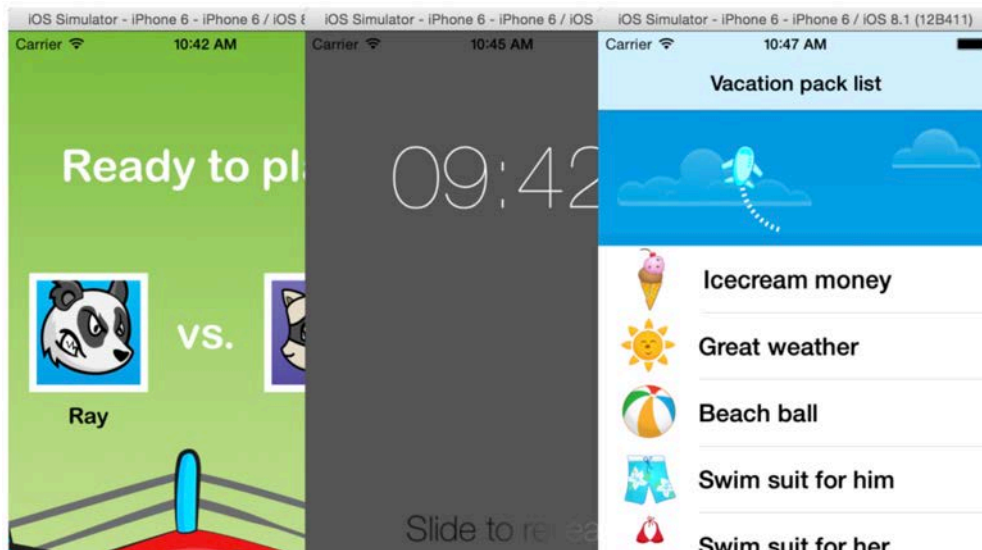 iOS Simulator - iPhone 6 - iPhone 6 / iOS 8
Carrier
10:42 AM
Ready to pla
vs.
Ray
iOS Simulator - iPhone 6 - iPhone 6 / iOS
Carrier
10:45 AM
09:42
Slide to reveal
iOS Simulator - iPhone 6 - iPhone 6 / iOS 8.1 (12B411)
Carrier
10:47 AM
Vacation pack list
Icecream money
Great weather
Beach ball
Swim suit for him
Swim suit for her